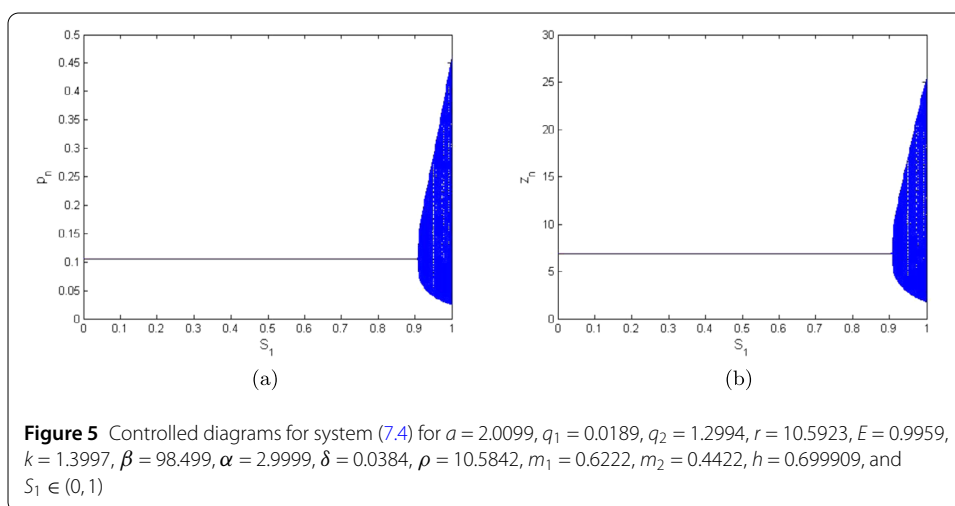 0.5
0.45
0.4
0.35
0.3
0.25
0.2
0.15
0.1
0.05
0
p_n
0 0.1 0.2 0.3 0.4 0.5 0.6 0.7 0.8 0.9 1
S_1
(a)
30
25
20
15
10
5
0
z_n
0 0.1 0.2 0.3 0.4 0.5 0.6 0.7 0.8 0.9 1
S_1
(b)
Figure 5 Controlled diagrams for system (7.4) for a = 2.0099, q_1 = 0.0189, q_2 = 1.2994, r = 10.5923, E = 0.9959,
k = 1.3997, β = 98.499, α = 2.9999, δ = 0.0384, ρ = 10.5842, m_1 = 0.6222, m_2 = 0.4422, h = 0.699909, and
S_1 ∈ (0, 1)